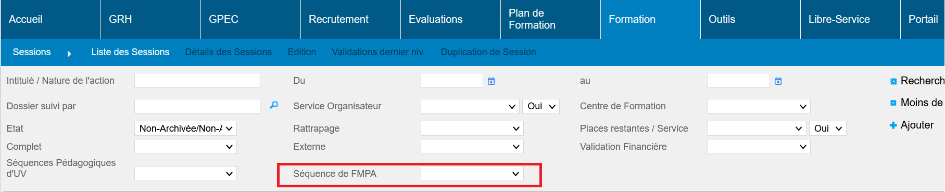 Accueil GRH GPEC Recrutement Evaluations Plan de Formation Formation Outils Libre-Service Portail
Sessions Liste des Sessions Détails des Sessions Edition Validations dernier niv. Duplication de Session
Intitulé / Nature de l'action Du au Recherch
Dossier suivi par Service Organisateur Oui Centre de Formation Moins de
Etat Non-Archivée/Non-A Rattrapage Places restantes / Service Oui Ajouter
Complet Externe Validation Financière
Séquences Pédagogiques d'UV Séquence de FMPA